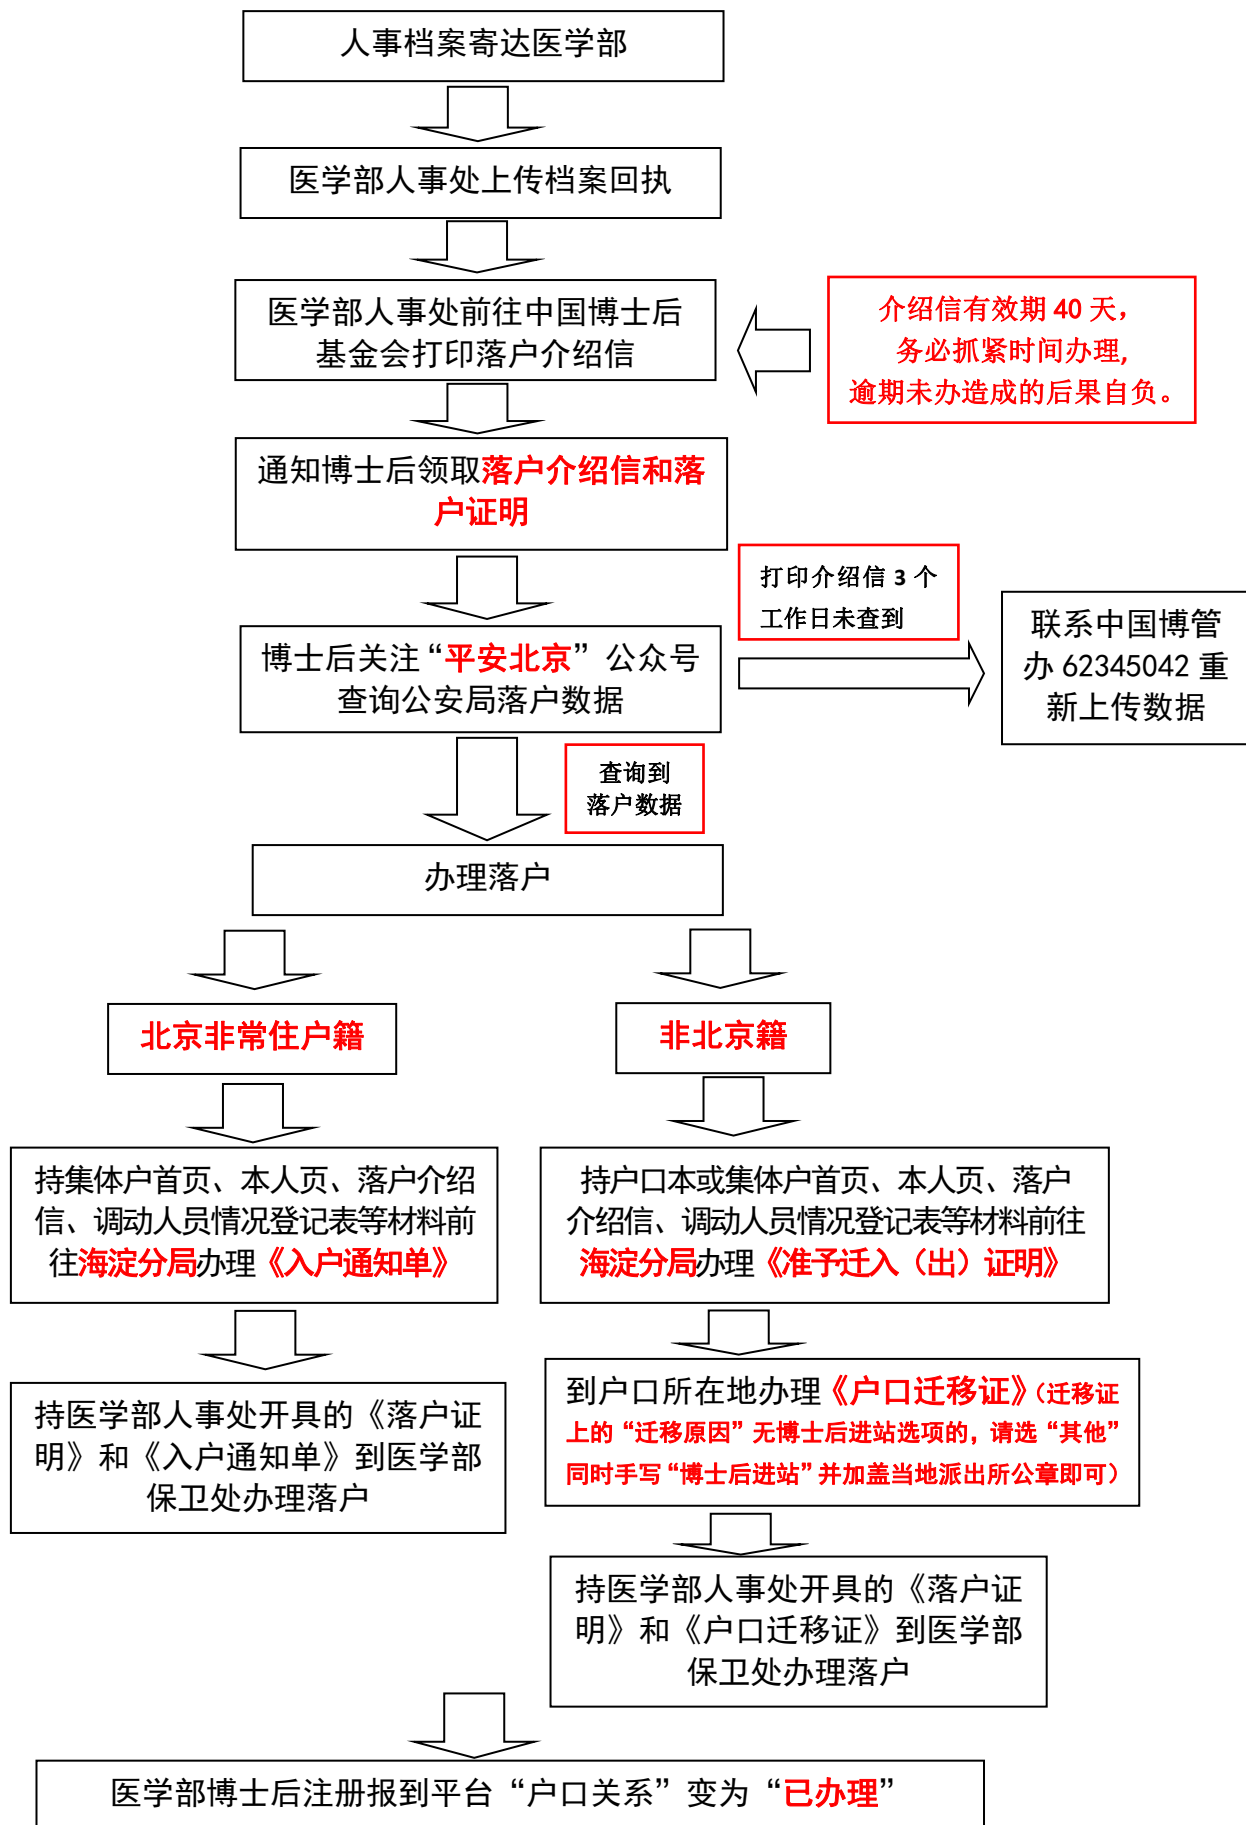 人事档案寄达医学部
医学部人事处上传档案回执
医学部人事处前往中国博士后
基金会打印落户介绍信
介绍信有效期 40 天，
务必抓紧时间办理,
逾期未办造成的后果自负。
通知博士后领取落户介绍信和落
户证明
打印介绍信 3 个
工作日未查到
博士后关注“平安北京”公众号
查询公安局落户数据
联系中国博管
办 62345042 重
新上传数据
查询到
落户数据
办理落户
北京非常住户籍
非北京籍
持集体户首页、本人页、落户介绍
信、调动人员情况登记表等材料前
往海淀分局办理《入户通知单》
持户口本或集体户首页、本人页、落户
介绍信、调动人员情况登记表等材料前往
海淀分局办理《准予迁入（出）证明》
持医学部人事处开具的《落户证
明》和《入户通知单》到医学部
保卫处办理落户
到户口所在地办理《户口迁移证》（迁移证
上的“迁移原因”无博士后进站选项的，请选“其他”
同时手写“博士后进站”并加盖当地派出所公章即可）
持医学部人事处开具的《落户证
明》和《户口迁移证》到医学部
保卫处办理落户
医学部博士后注册报到平台“户口关系”变为“已办理”